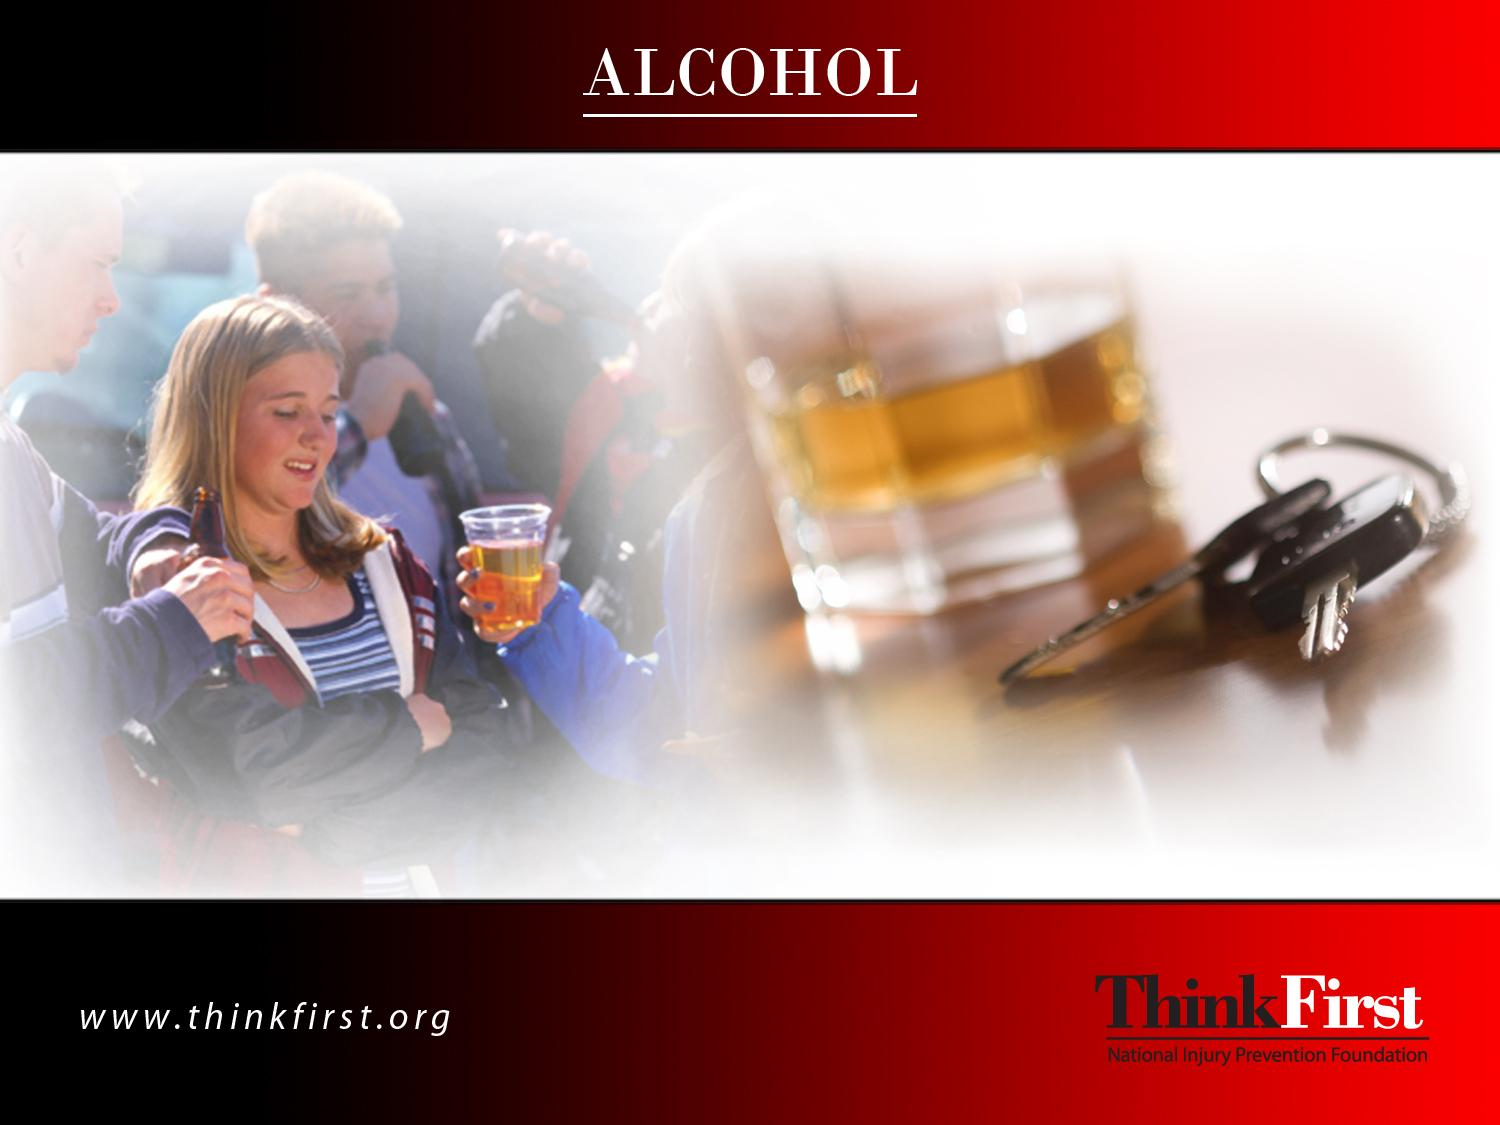 ALCOHOL
www.thinkfirst.org
ThinkFirst
National Injury Prevention Foundation